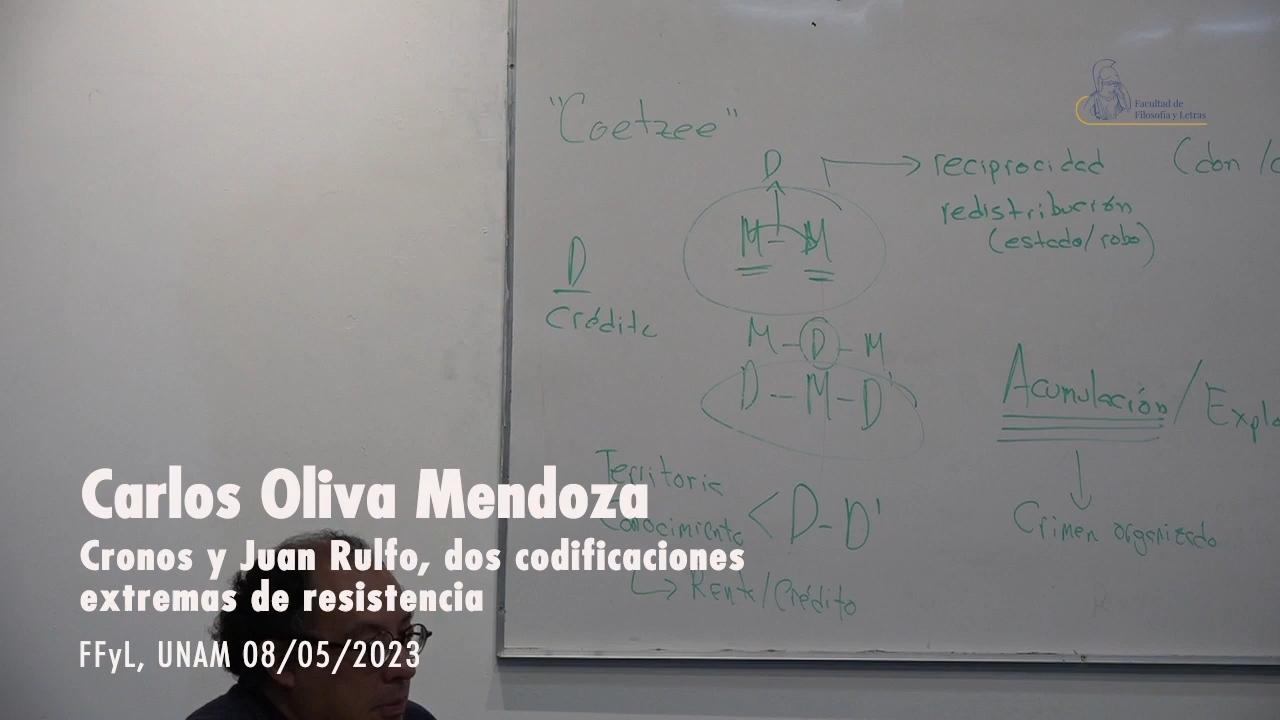 Facultad de
Filosofía y Letras
"Coetzee"
D
reciprocidad
redistribución
(estado/robo)
(don /
M - M
D
Crédito
M - D - M
D - M - D'
Acumulación /
Crimen organizado
Territorio
Conocimiento < D - D'
Renta/Crédito
Carlos Oliva Mendoza
Cronos y Juan Rulfo, dos codificaciones
extremas de resistencia
FFyL, UNAM 08/05/2023